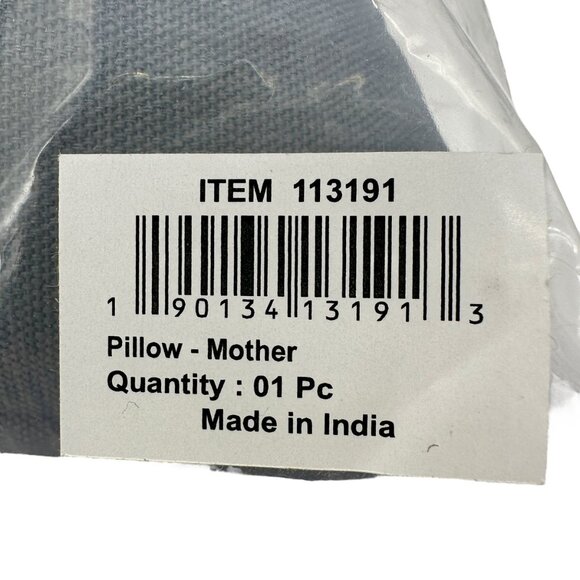 ITEM 113191
1 90134 13191 3
Pillow - Mother
Quantity : 01 Pc
Made in India